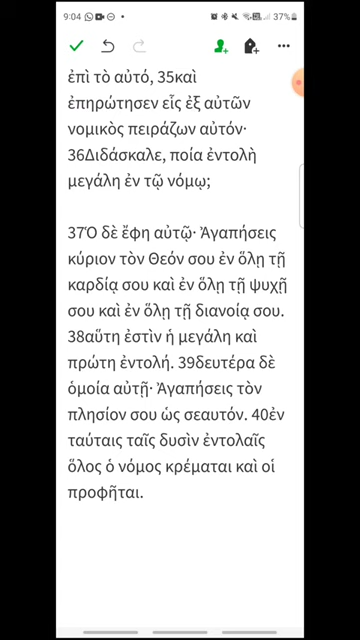 9:04
37%
ἐπὶ τὸ αὐτό, 35καὶ
ἐπηρώτησεν εἷς ἐξ αὐτῶν
νομικὸς πειράζων αὐτόν·
36Διδάσκαλε, ποία ἐντολὴ
μεγάλη ἐν τῷ νόμῳ;
37Ὁ δὲ ἔφη αὐτῷ· Ἀγαπήσεις
κύριον τὸν Θεόν σου ἐν ὅλῃ τῇ
καρδίᾳ σου καὶ ἐν ὅλῃ τῇ ψυχῇ
σου καὶ ἐν ὅλῃ τῇ διανοίᾳ σου.
38αὕτη ἐστὶν ἡ μεγάλη καὶ
πρώτη ἐντολή. 39δευτέρα δὲ
ὁμοία αὐτῇ· Ἀγαπήσεις τὸν
πλησίον σου ὡς σεαυτόν. 40ἐν
ταύταις ταῖς δυσὶν ἐντολαῖς
ὅλος ὁ νόμος κρέμαται καὶ οἱ
προφῆται.